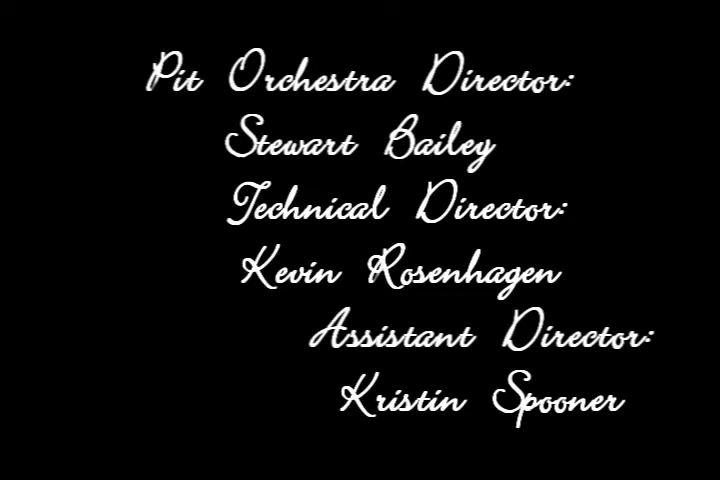 Pit Orchestra Director:
Stewart Bailey
Technical Director:
Kevin Rosenhagen
Assistant Director:
Kristin Spooner